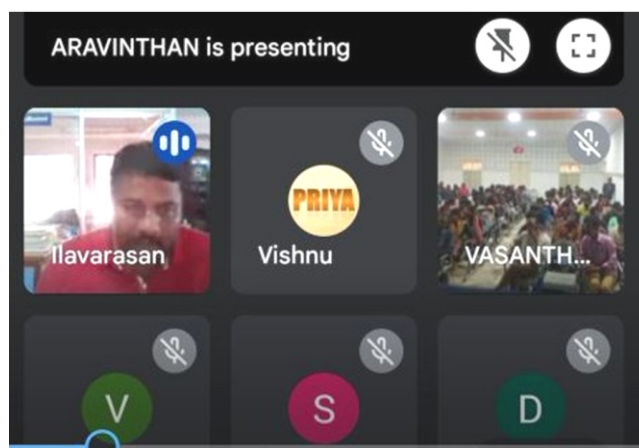 ARAVINTHAN is presenting
Ilavarasan
PRIYA
Vishnu
VASANTH...
V
S
D